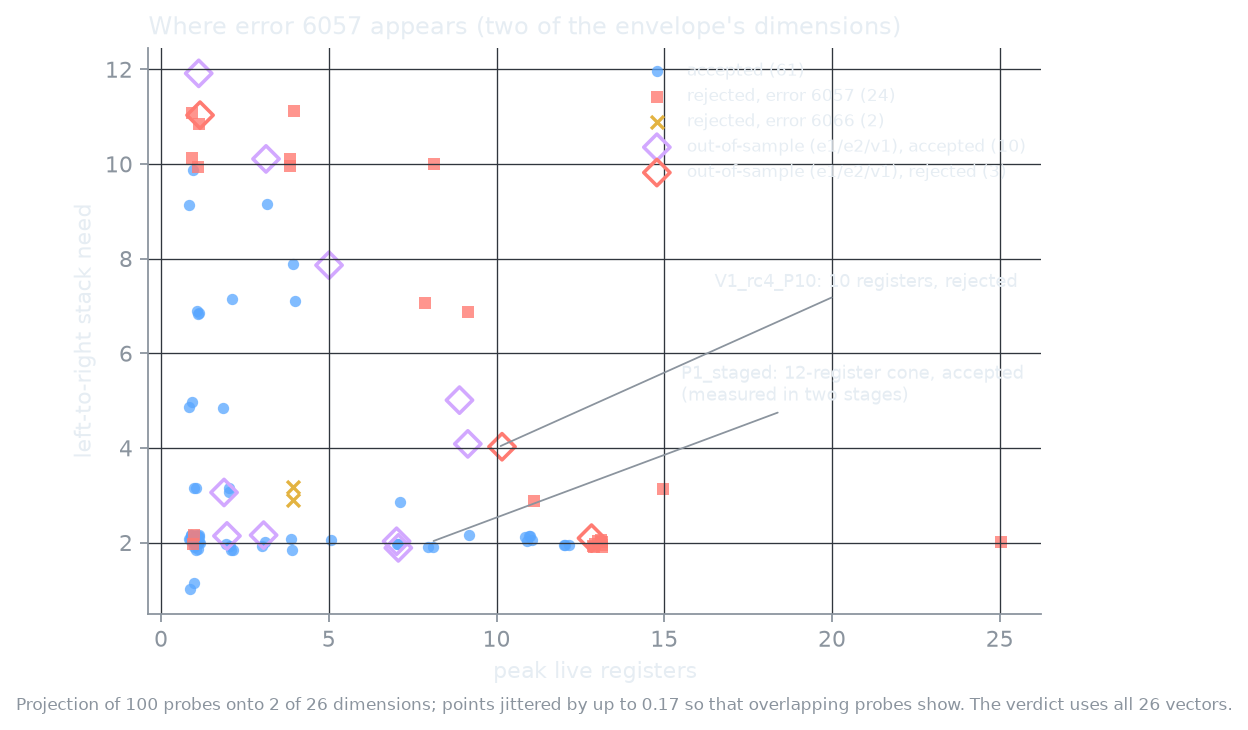 Where error 6057 appears (two of the envelope's dimensions)
accepted (61)
rejected, error 6057 (24)
rejected, error 6066 (2)
out-of-sample (e1/e2/v1), accepted (10)
out-of-sample (e1/e2/v1), rejected (3)
V1_rc4_P10: 10 registers, rejected
P1_staged: 12-register cone, accepted
(measured in two stages)
left-to-right stack need
12
10
8
6
4
2
0 5 10 15 20 25
peak live registers
Projection of 100 probes onto 2 of 26 dimensions; points jittered by up to 0.17 so that overlapping probes show. The verdict uses all 26 vectors.